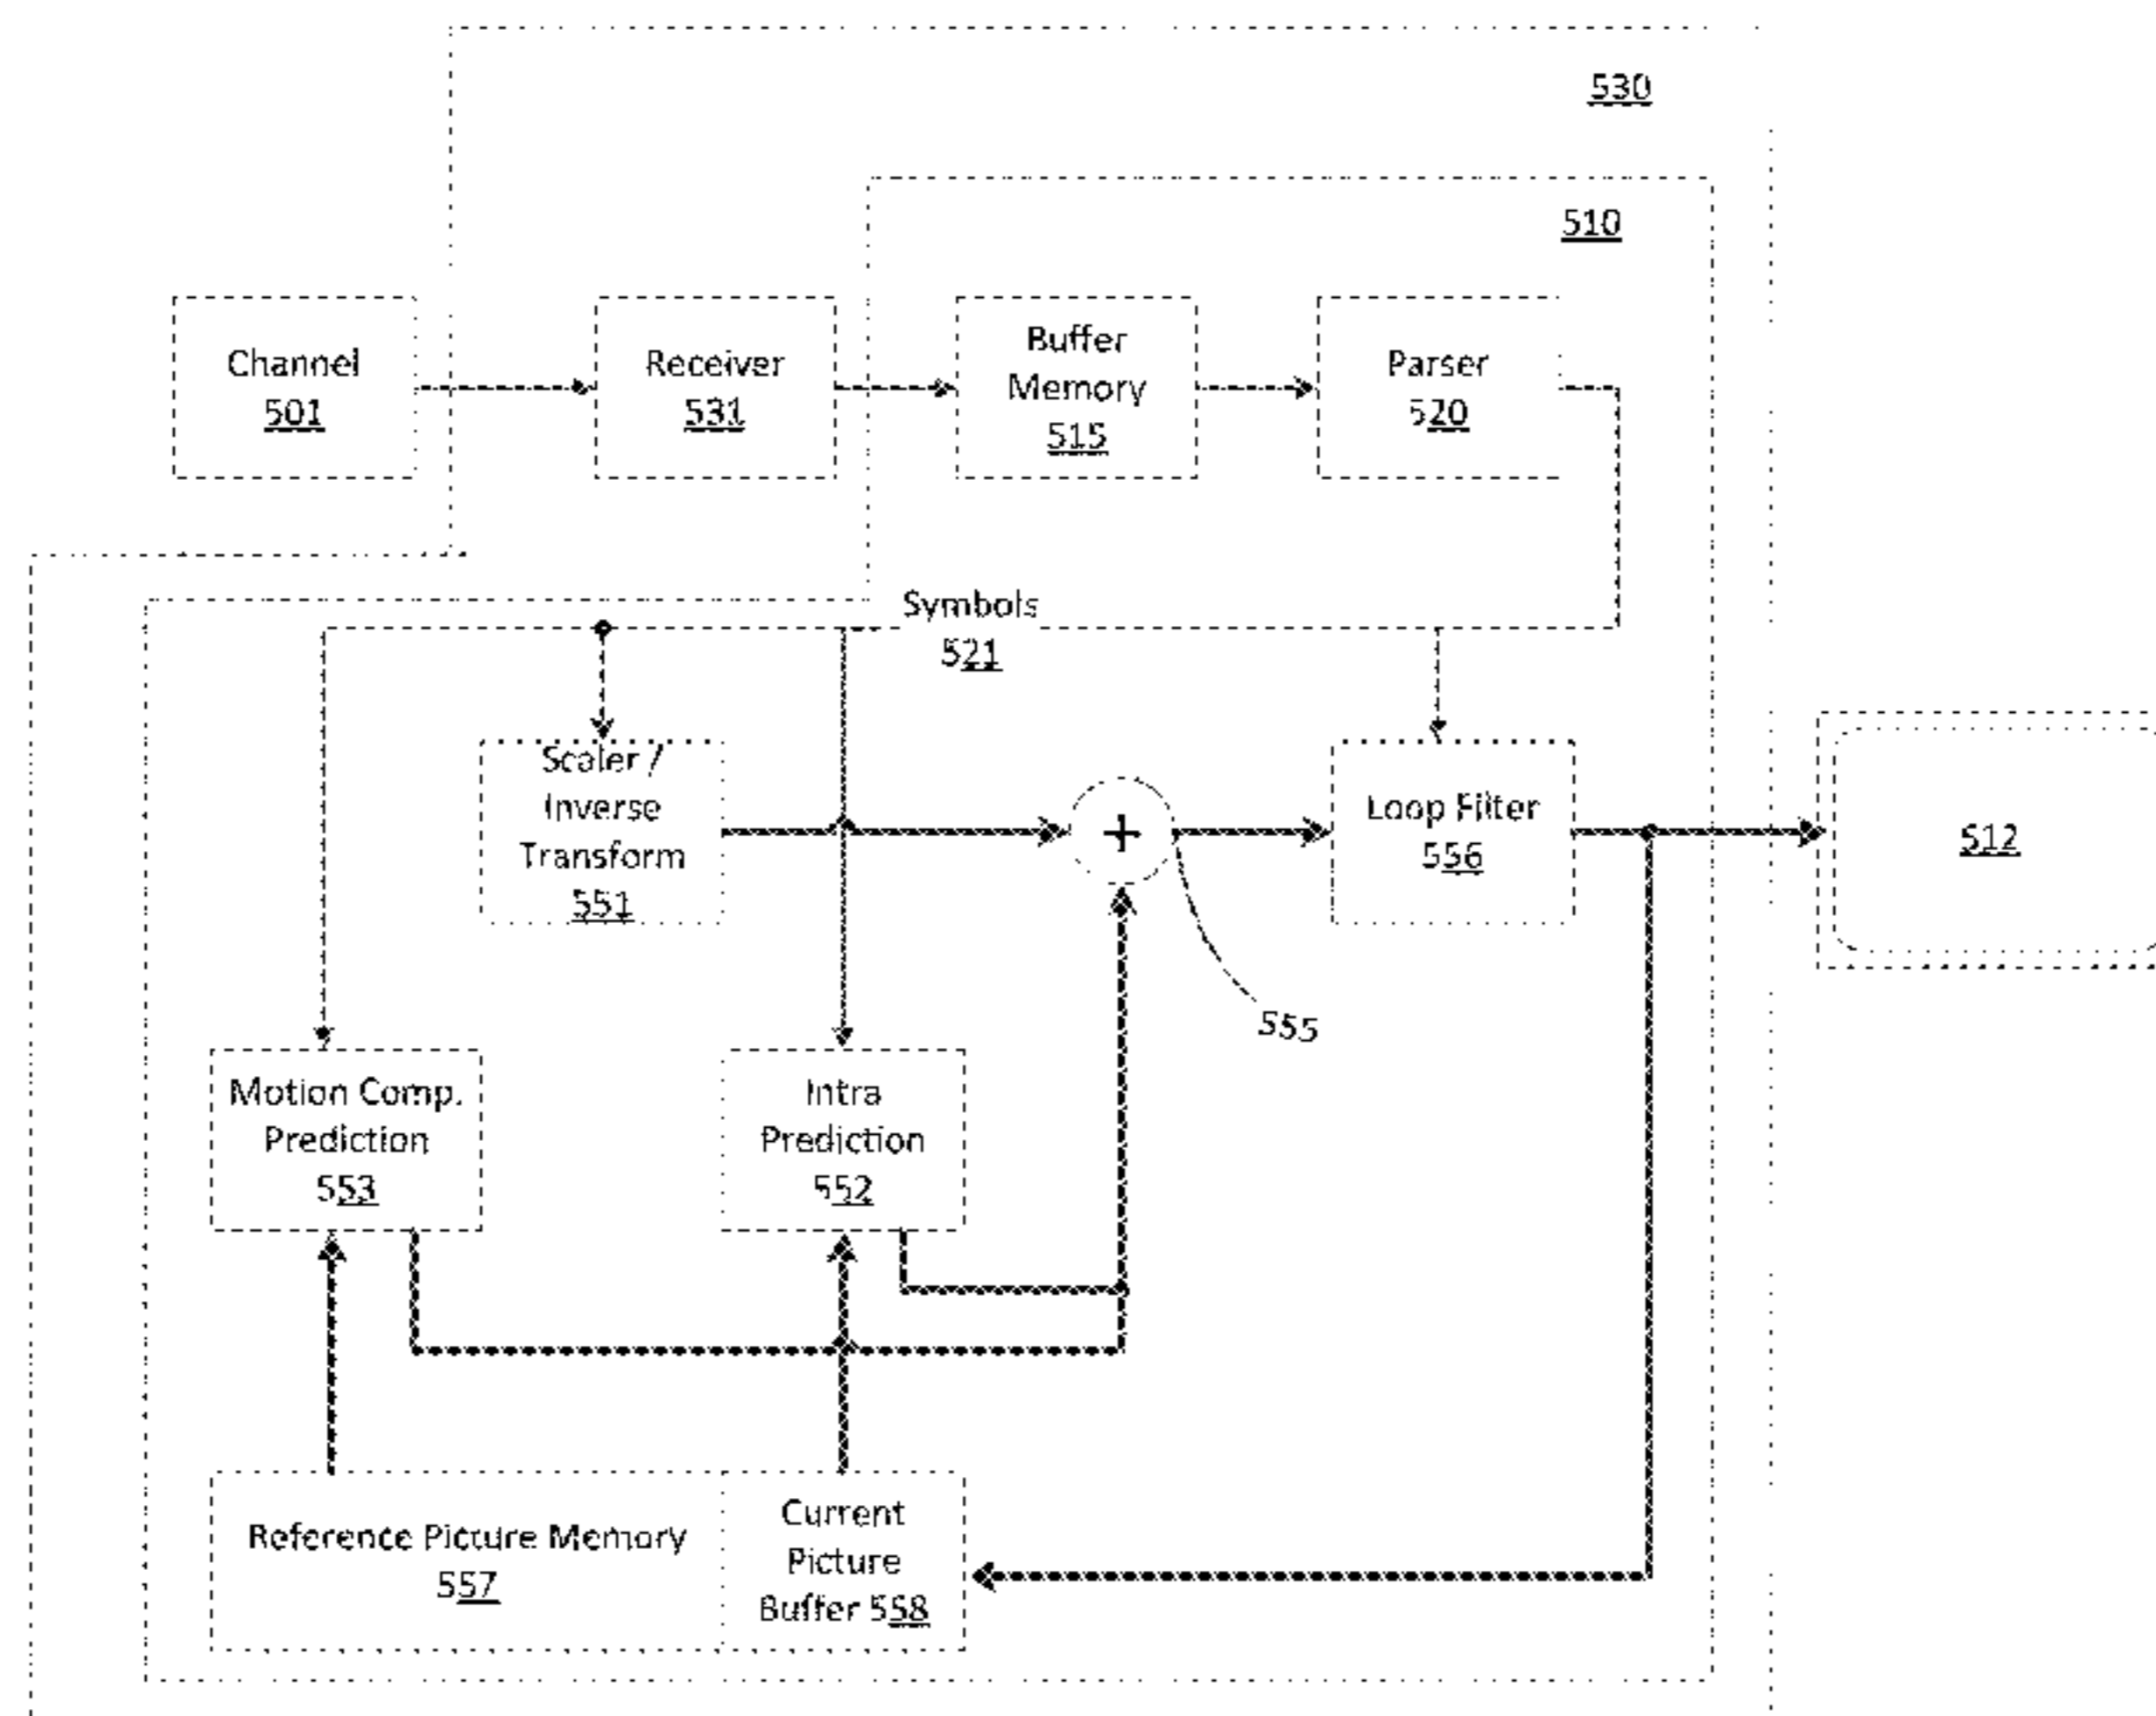 530
510
Channel
501
Receiver
531
Buffer
Memory
515
Parser
520
Symbols
521
Scaler /
Inverse
Transform
551
+
Loop Filter
556
512
555
Motion Comp.
Prediction
553
Intra
Prediction
552
Reference Picture Memory
557
Current
Picture
Buffer 558